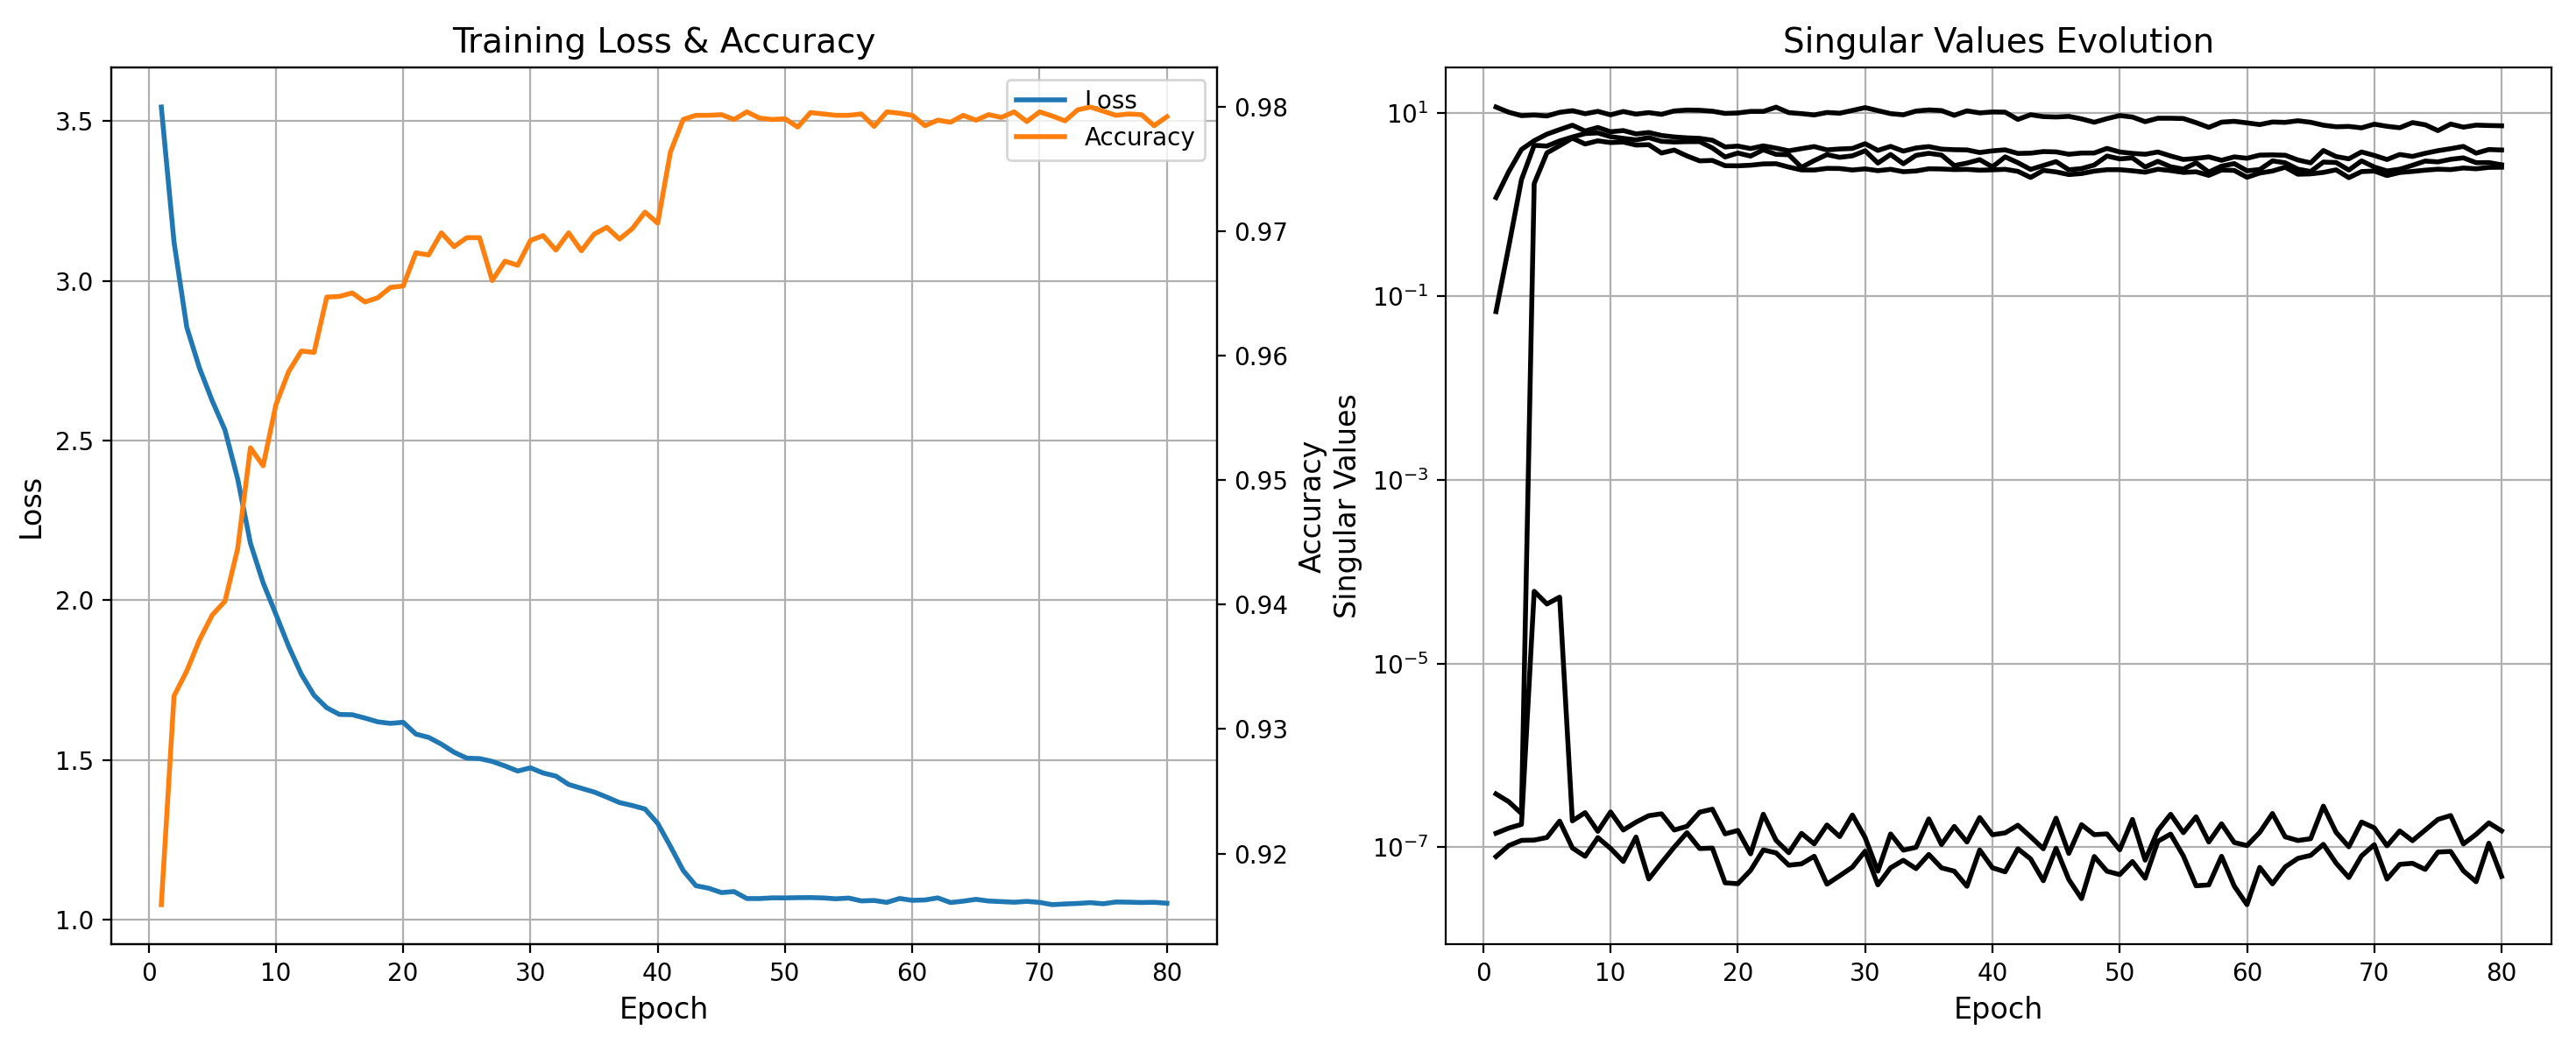 Training Loss & Accuracy
Loss
Accuracy
3.5
3.0
2.5
2.0
1.5
1.0
Loss
0.98
0.97
0.96
0.95
0.94
0.93
0.92
Accuracy
0 10 20 30 40 50 60 70 80
Epoch
Singular Values Evolution
Singular Values
10¹
10⁻¹
10⁻³
10⁻⁵
10⁻⁷
0 10 20 30 40 50 60 70 80
Epoch